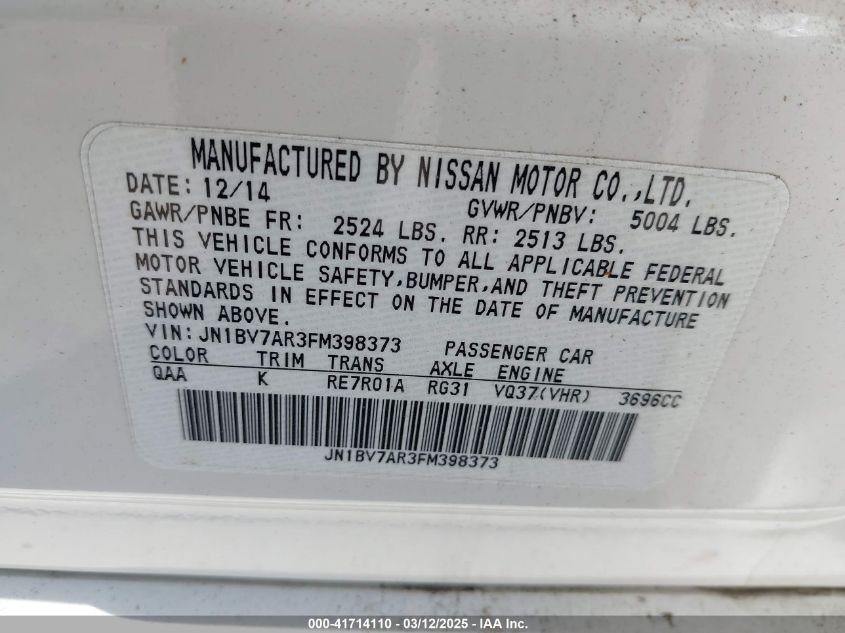 MANUFACTURED BY NISSAN MOTOR CO.,LTD.
DATE: 12/14 GVWR/PNBV: 5004 LBS.
GAWR/PNBE FR: 2524 LBS. RR: 2513 LBS.
THIS VEHICLE CONFORMS TO ALL APPLICABLE FEDERAL
MOTOR VEHICLE SAFETY,BUMPER,AND THEFT PREVENTION
STANDARDS IN EFFECT ON THE DATE OF MANUFACTURE
SHOWN ABOVE.
VIN: JN1BV7AR3FM398373 PASSENGER CAR
COLOR TRIM TRANS AXLE ENGINE
QAA K RE7R01A RG31 VQ37(VHR) 3696CC
JN1BV7AR3FM398373
000-41714110 - 03/12/2025 - IAA Inc.